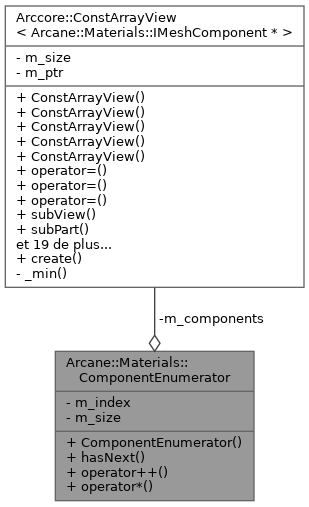 Arccore::ConstArrayView
< Arcane::Materials::IMeshComponent * >
- m_size
- m_ptr
+ ConstArrayView()
+ ConstArrayView()
+ ConstArrayView()
+ ConstArrayView()
+ ConstArrayView()
+ operator=()
+ operator=()
+ operator=()
+ subView()
+ subPart()
et 19 de plus...
+ create()
- _min()
-m_components
Arcane::Materials::
ComponentEnumerator
- m_index
- m_size
+ ComponentEnumerator()
+ hasNext()
+ operator++()
+ operator*()